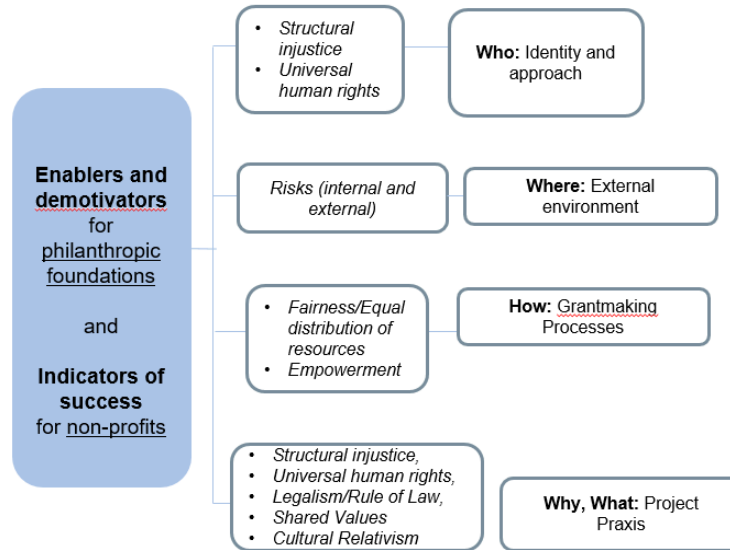 Enablers and
demotivators
for
philanthropic
foundations
and
Indicators of
success
for non-profits
• Structural
injustice
• Universal
human rights
Who: Identity and
approach
Risks (internal and
external)
Where: External
environment
• Fairness/Equal
distribution of
resources
• Empowerment
How: Grantmaking
Processes
• Structural injustice,
• Universal human rights,
• Legalism/Rule of Law,
• Shared Values
• Cultural Relativism
Why, What: Project
Praxis